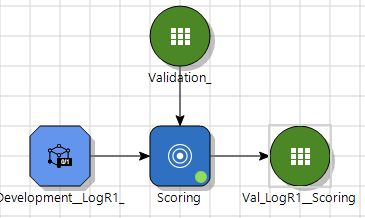 Validation_
Development__LogR1_
Scoring
Val_LogR1__Scoring